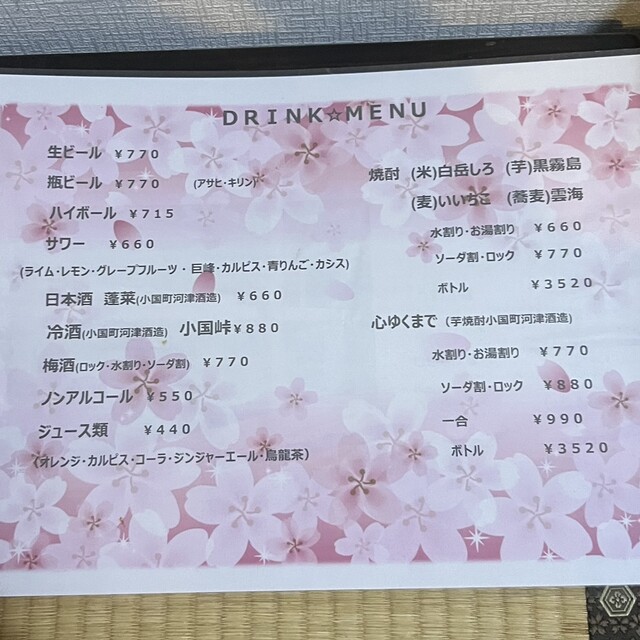 DRINK☆MENU
生ビール ￥770
瓶ビール ￥770 (アサヒ・キリン)
ハイボール ￥715
サワー ￥660
(ライム・レモン・グレープフルーツ・巨峰・カルピス・青りんご・カシス)
日本酒 蓬莱(小国町河津酒造) ￥660
冷酒(小国町河津酒造) 小国峠￥880
梅酒(ロック・水割り・ソーダ割) ￥770
ノンアルコール ￥550
ジュース類 ￥440
(オレンジ・カルピス・コーラ・ジンジャーエール・烏龍茶)
焼酎 (米)白岳しろ (芋)黒霧島
(麦)いいちこ (蕎麦)雲海
水割り・お湯割り ￥660
ソーダ割・ロック ￥770
ボトル ￥3520
心ゆくまで (芋焼酎小国町河津酒造)
水割り・お湯割り ￥770
ソーダ割・ロック ￥880
一合 ￥990
ボトル ￥3520